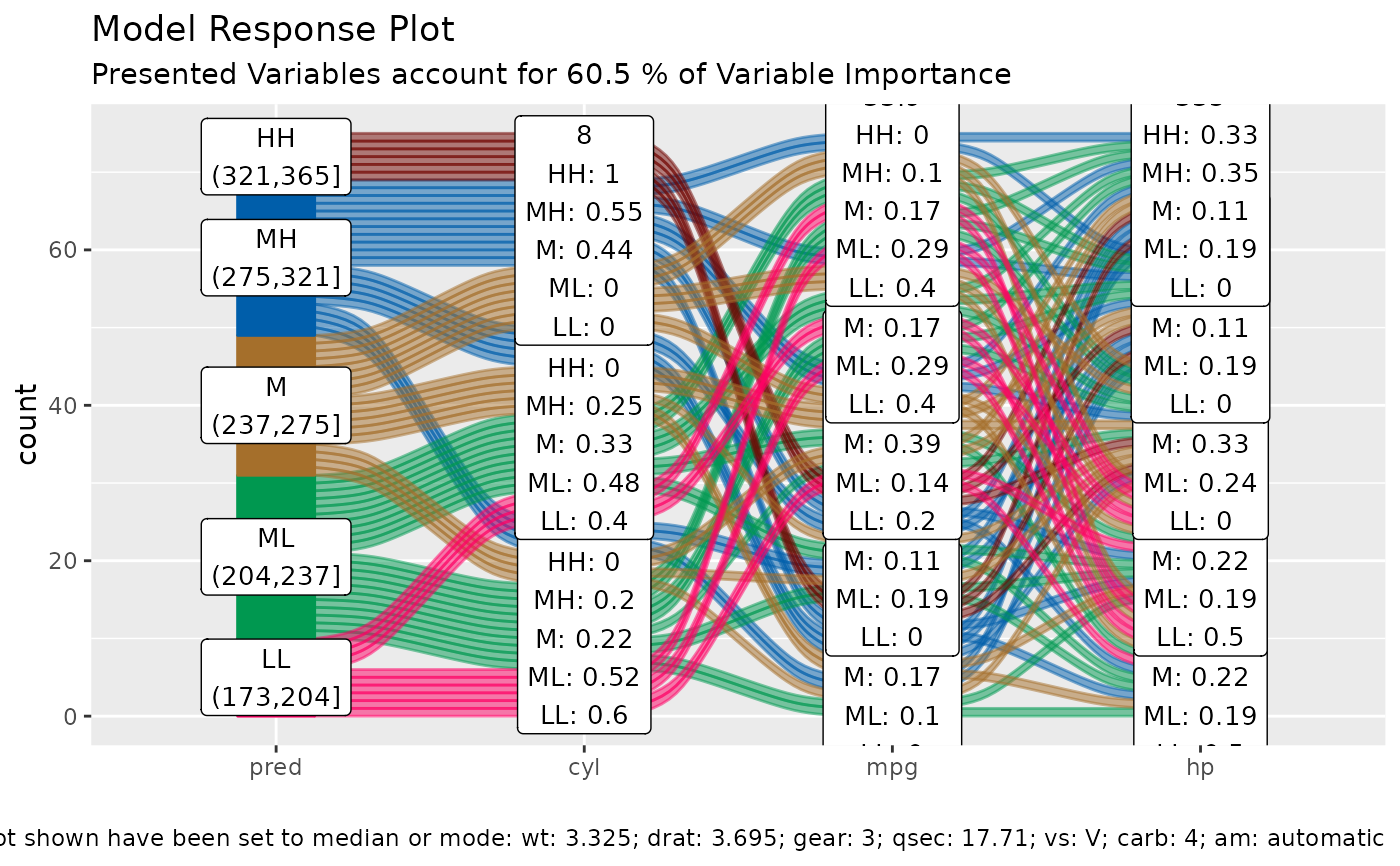 Model Response Plot
Presented Variables account for 60.5 % of Variable Importance
count
60
40
20
0
HH
(321,365]
MH
(275,321]
M
(237,275]
ML
(204,237]
LL
(173,204]
8
HH: 1
MH: 0.55
M: 0.44
ML: 0
LL: 0
HH: 0
MH: 0.25
M: 0.33
ML: 0.48
LL: 0.4
HH: 0
MH: 0.2
M: 0.22
ML: 0.52
LL: 0.6
HH: 0
MH: 0.1
M: 0.17
ML: 0.29
LL: 0.4
M: 0.17
ML: 0.29
LL: 0.4
M: 0.39
ML: 0.14
LL: 0.2
M: 0.11
ML: 0.19
LL: 0
M: 0.17
ML: 0.1
HH: 0.33
MH: 0.35
M: 0.11
ML: 0.19
LL: 0
M: 0.11
ML: 0.19
LL: 0
M: 0.33
ML: 0.24
LL: 0
M: 0.22
ML: 0.19
LL: 0.5
M: 0.22
ML: 0.19
pred
cyl
mpg
hp
shown have been set to median or mode: wt: 3.325; drat: 3.695; gear: 3; qsec: 17.71; vs: V; carb: 4; am: automatic